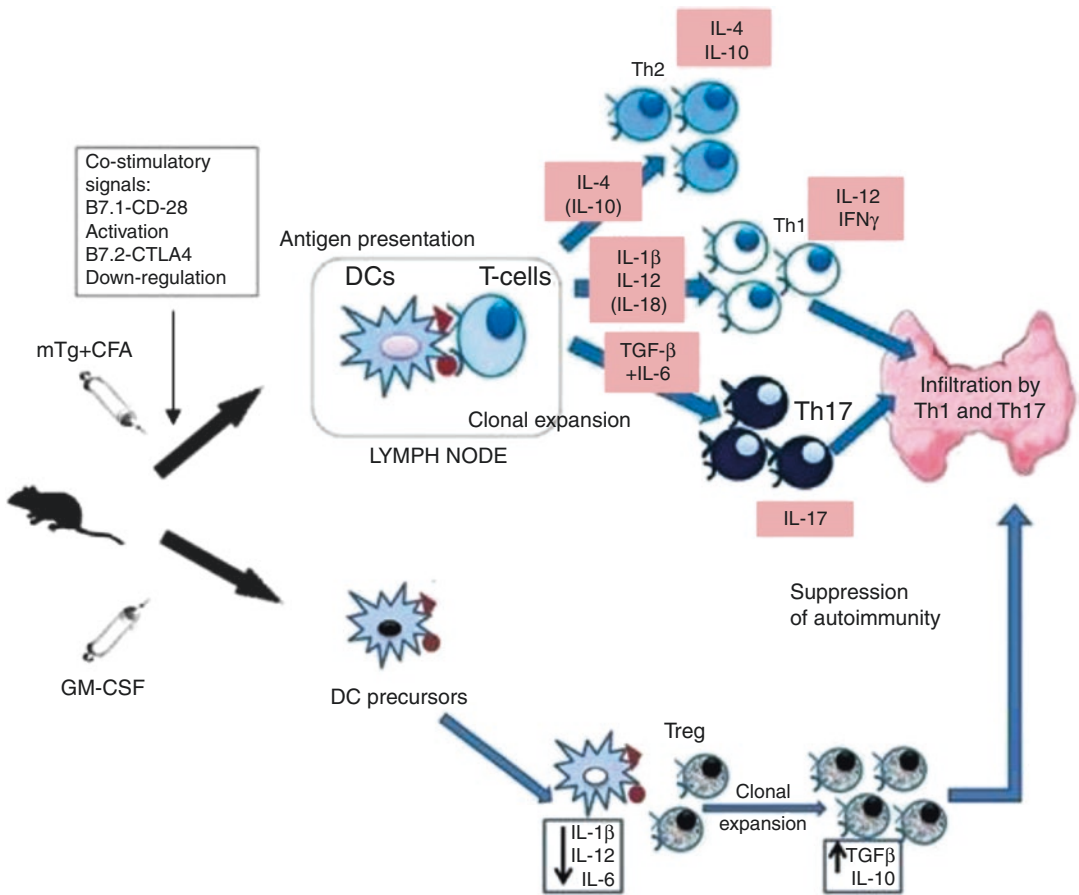 IL-4
IL-10
Th2
Co-stimulatory
signals:
B7.1-CD-28
Activation
B7.2-CTLA4
Down-regulation
IL-4
(IL-10)
IL-12
IFNγ
Th1
Antigen presentation
DCs
T-cells
IL-1β
IL-12
(IL-18)
mTg+CFA
TGF-β
+IL-6
Infiltration by
Th1 and Th17
Th17
Clonal expansion
LYMPH NODE
IL-17
Suppression
of autoimmunity
GM-CSF
DC precursors
Treg
Clonal
expansion
IL-1β
IL-12
IL-6
TGFβ
IL-10